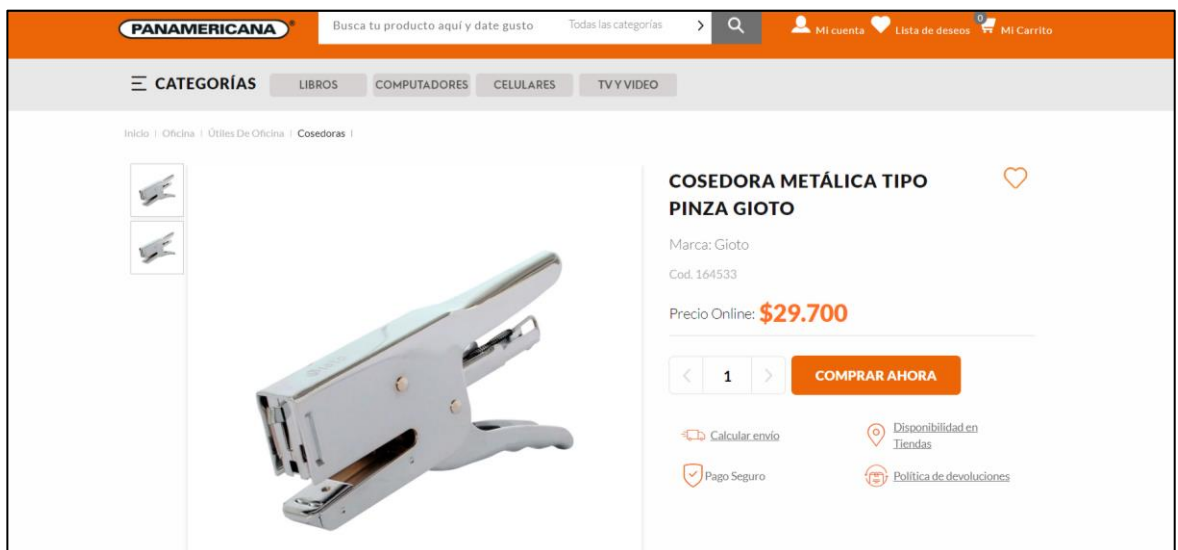 PANAMERICANA®
Busca tu producto aquí y date gusto
Todas las categorías
Mi cuenta
Lista de deseos
0
Mi Carrito
CATEGORÍAS
LIBROS
COMPUTADORES
CELULARES
TV Y VIDEO
Inicio | Oficina | Útiles De Oficina | Cosedoras |
COSEDORA METÁLICA TIPO
PINZA GIOTO
Marca: Gioto
Cod. 164533
Precio Online: $29.700
1
COMPRAR AHORA
Calcular envío
Disponibilidad en
Tiendas
Pago Seguro
Política de devoluciones